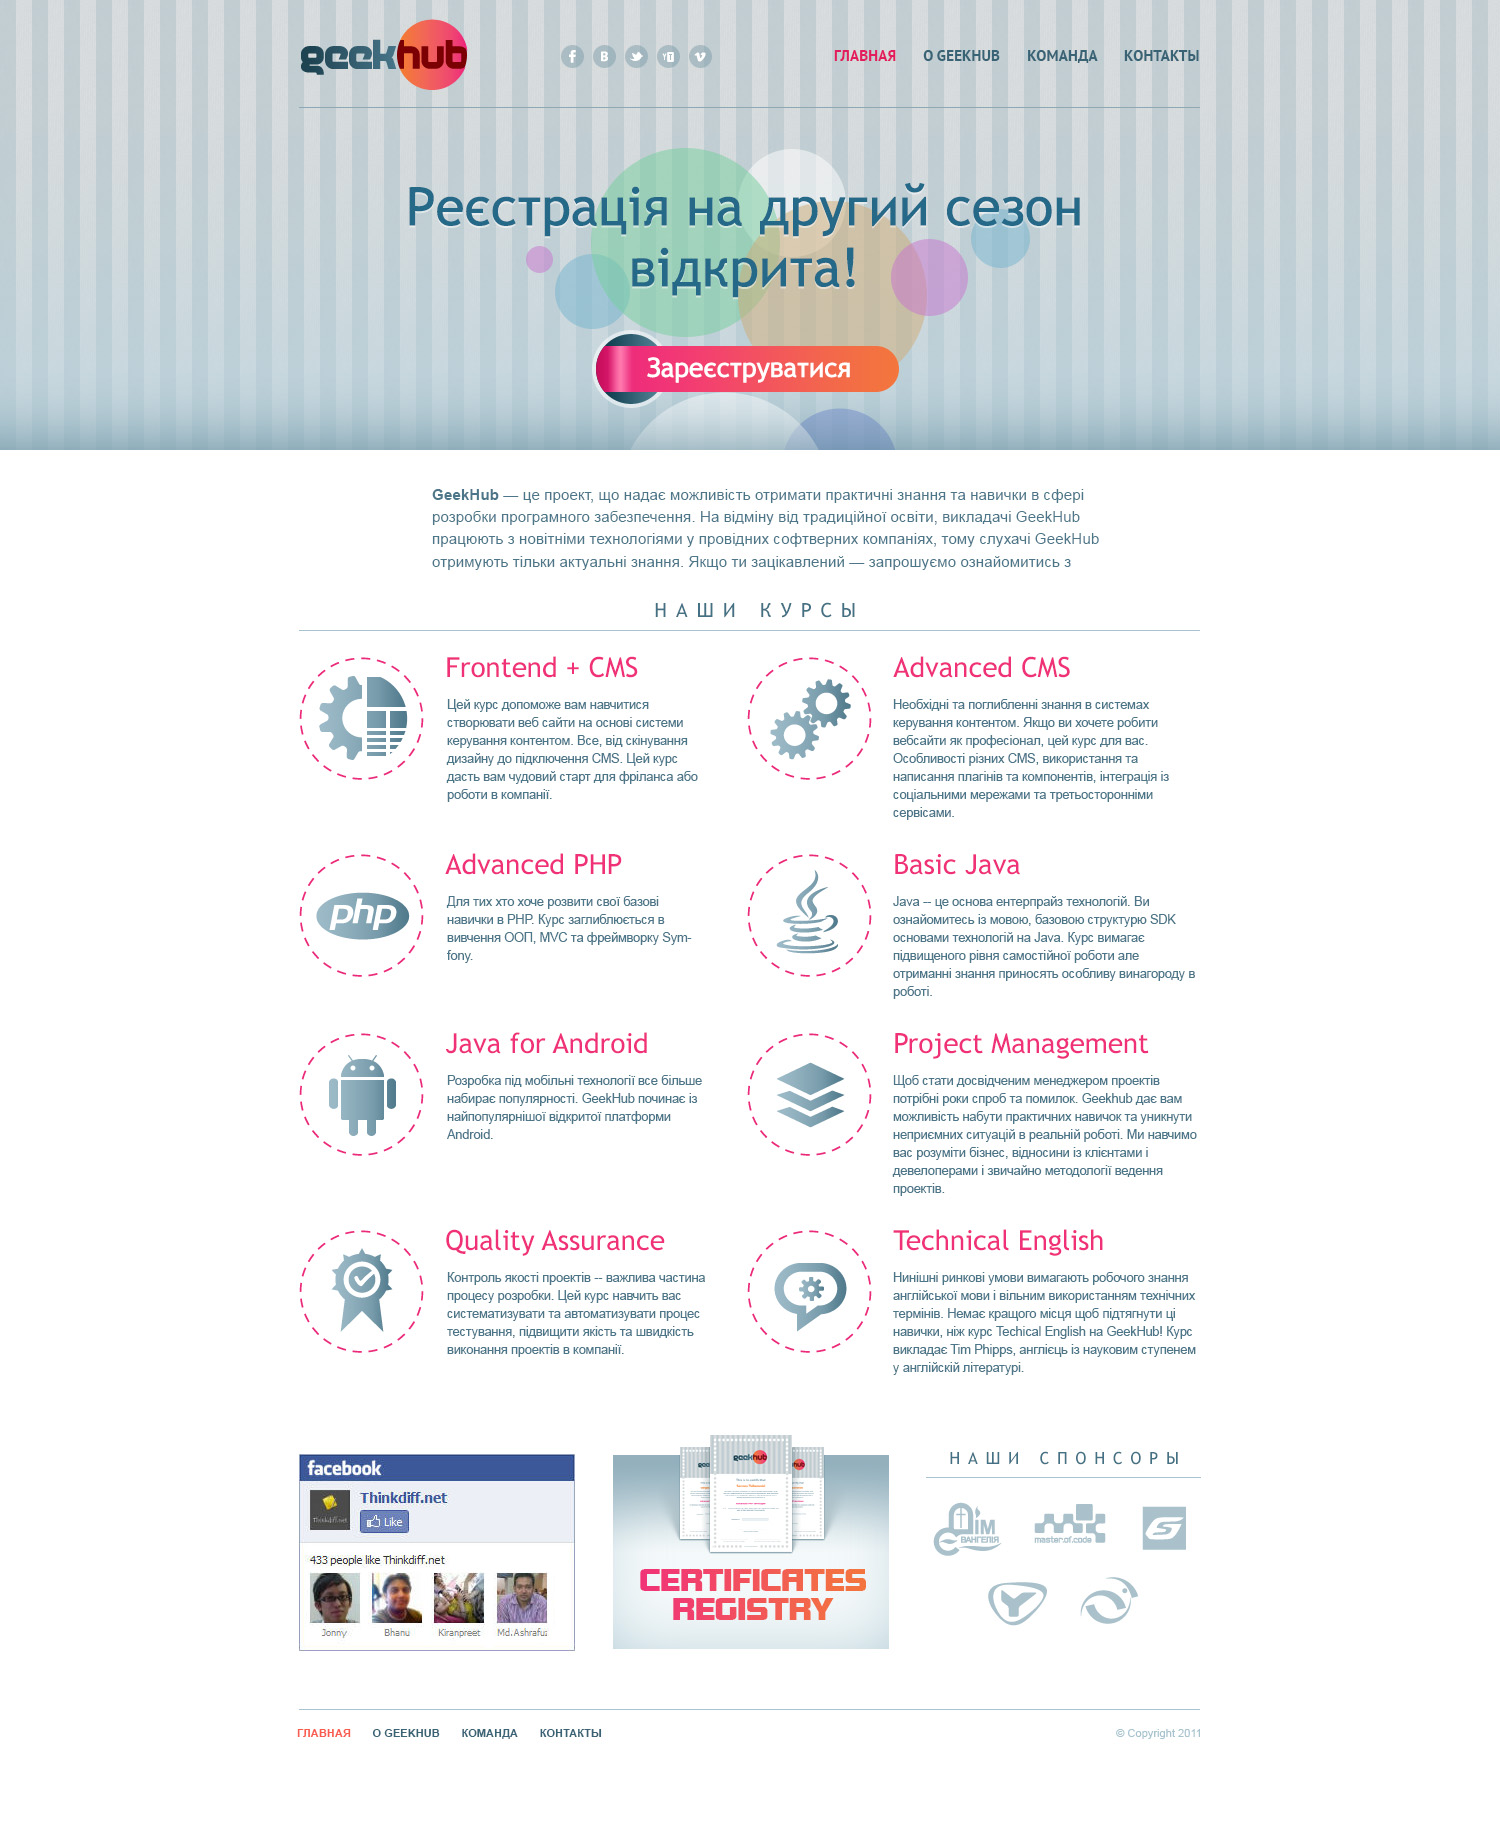 geekhub
ГЛАВНАЯ О GEEKHUB КОМАНДА КОНТАКТЫ
Реєстрація на другий сезон
відкрита!
Зареєструватися
GeekHub — це проект, що надає можливість отримати практичні знання та навички в сфері
розробки програмного забезпечення. На відміну від традиційної освіти, викладачі GeekHub
працюють з новітніми технологіями у провідних софтверних компаніях, тому слухачі GeekHub
отримують тільки актуальні знання. Якщо ти зацікавлений — запрошуємо ознайомитись з
НАШИ КУРСЫ
Frontend + CMS
Цей курс допоможе вам навчитися
створювати веб сайти на основі системи
керування контентом. Все, від скінування
дизайну до підключення CMS. Цей курс
дасть вам чудовий старт для фріланса або
роботи в компанії.
Advanced CMS
Необхідні та поглибленні знання в системах
керування контентом. Якщо ви хочете робити
вебсайти як професіонал, цей курс для вас.
Особливості різних CMS, використання та
написання плагінів та компонентів, інтеграція із
соціальними мережами та третьосторонніми
сервісами.
php
Advanced PHP
Для тих хто хоче розвити свої базові
навички в PHP. Курс заглиблюється в
вивчення ООП, MVC та фреймворку Sym-
fony.
Basic Java
Java -- це основа ентерпрайз технологій. Ви
ознайомитесь із мовою, базовою структурю SDK
основами технологій на Java. Курс вимагає
підвищеного рівня самостійної роботи але
отриманні знання приносять особливу винагороду в
роботі.
Java for Android
Розробка під мобільні технології все більше
набирає популярності. GeekHub починає із
найпопулярнішої відкритої платформи
Android.
Project Management
Щоб стати досвідченим менеджером проектів
потрібні роки спроб та помилок. Geekhub дає вам
можливість набути практичних навичок та уникнути
неприємних ситуацій в реальній роботі. Ми навчимо
вас розуміти бізнес, відносини із клієнтами і
девелоперами і звичайно методології ведення
проектів.
Quality Assurance
Контроль якості проектів -- важлива частина
процесу розробки. Цей курс навчить вас
систематизувати та автоматизувати процес
тестування, підвищити якість та швидкість
виконання проектів в компанії.
Technical English
Нинішні ринкові умови вимагають робочого знання
англійської мови і вільним використанням технічних
термінів. Немає кращого місця щоб підтягнути ці
навички, ніж курс Techical English на GeekHub! Курс
викладає Tim Phipps, англієць із науковим ступенем
у англійскій літературі.
facebook
Thinkdiff.net
Thinkdiff.net
Like
433 people like Thinkdiff.net
Jonny Bhanu Kiranpreet Md.Ashrafuz
geekhub
CERTIFICATES
REGISTRY
НАШИ СПОНСОРЫ
Дім
ЄВАНГЕЛІЯ
master.of.code
ГЛАВНАЯ О GEEKHUB КОМАНДА КОНТАКТЫ
© Copyright 2011